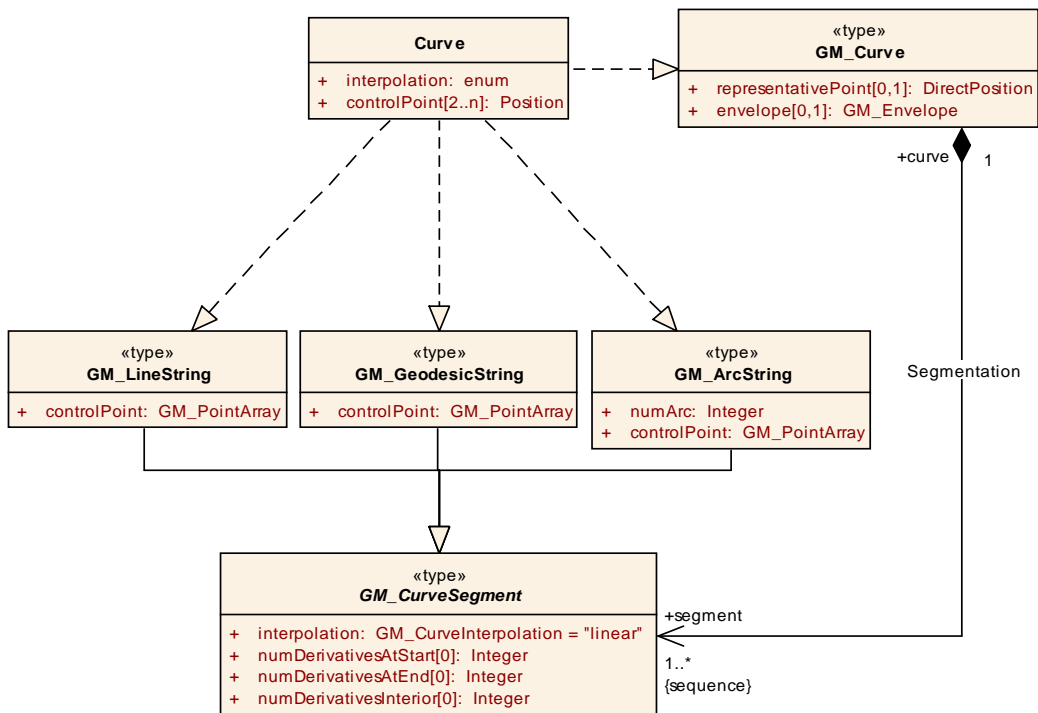 Curve
+ interpolation: enum
+ controlPoint[2..n]: Position
«type»
GM_Curve
+ representativePoint[0,1]: DirectPosition
+ envelope[0,1]: GM_Envelope
+curve
1
Segmentation
«type»
GM_LineString
+ controlPoint: GM_PointArray
«type»
GM_GeodesicString
+ controlPoint: GM_PointArray
«type»
GM_ArcString
+ numArc: Integer
+ controlPoint: GM_PointArray
«type»
GM_CurveSegment
+ interpolation: GM_CurveInterpolation = "linear"
+ numDerivativesAtStart[0]: Integer
+ numDerivativesAtEnd[0]: Integer
+ numDerivativesInterior[0]: Integer
+segment
1..*
{sequence}